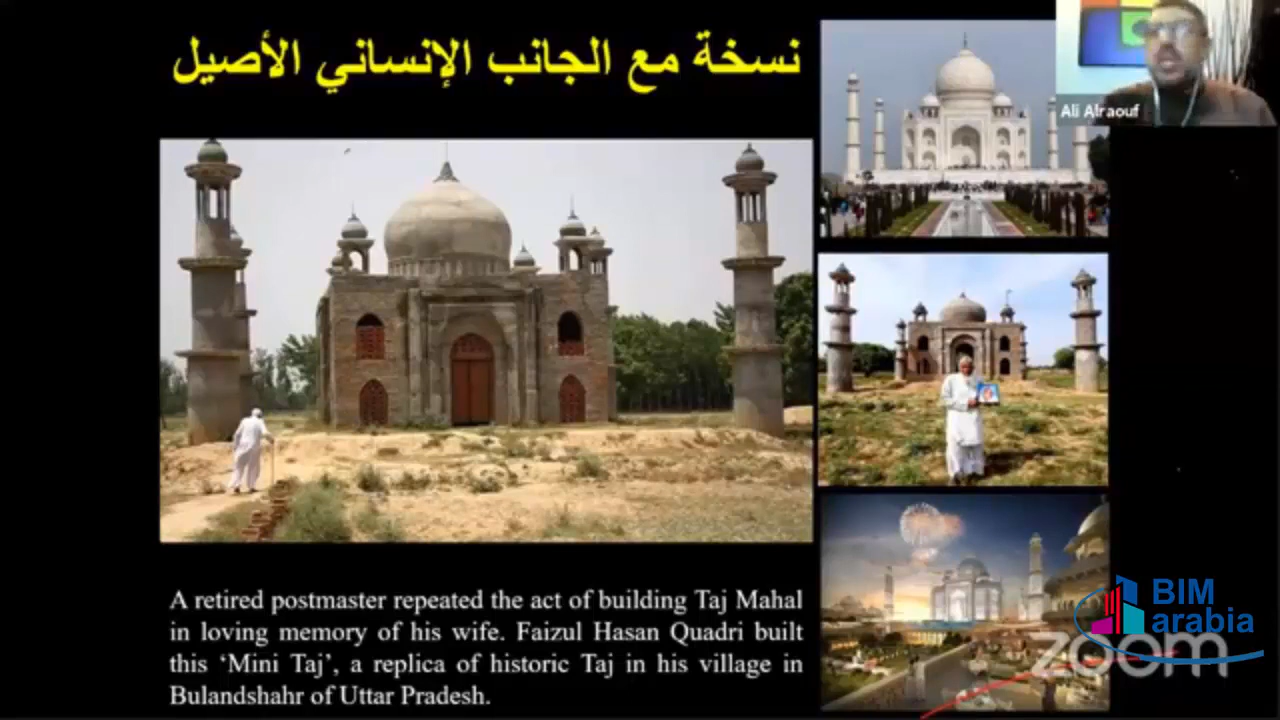 نسخة مع الجانب الإنساني الأصيل
Ali Alraouf
A retired postmaster repeated the act of building Taj Mahal
in loving memory of his wife. Faizul Hasan Quadri built
this ‘Mini Taj’, a replica of historic Taj in his village in
Bulandshahr of Uttar Pradesh.
BIM
arabia
zoom